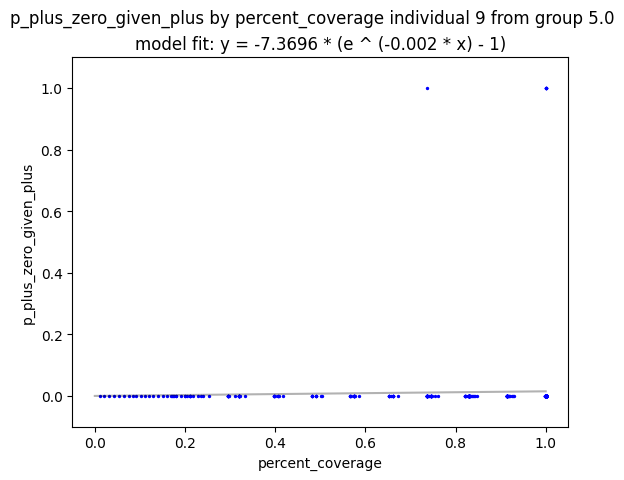 p_plus_zero_given_plus by percent_coverage individual 9 from group 5.0
model fit: y = -7.3696 * (e ^ (-0.002 * x) - 1)
1.0
0.8
0.6
0.4
0.2
0.0
p_plus_zero_given_plus
0.0 0.2 0.4 0.6 0.8 1.0
percent_coverage